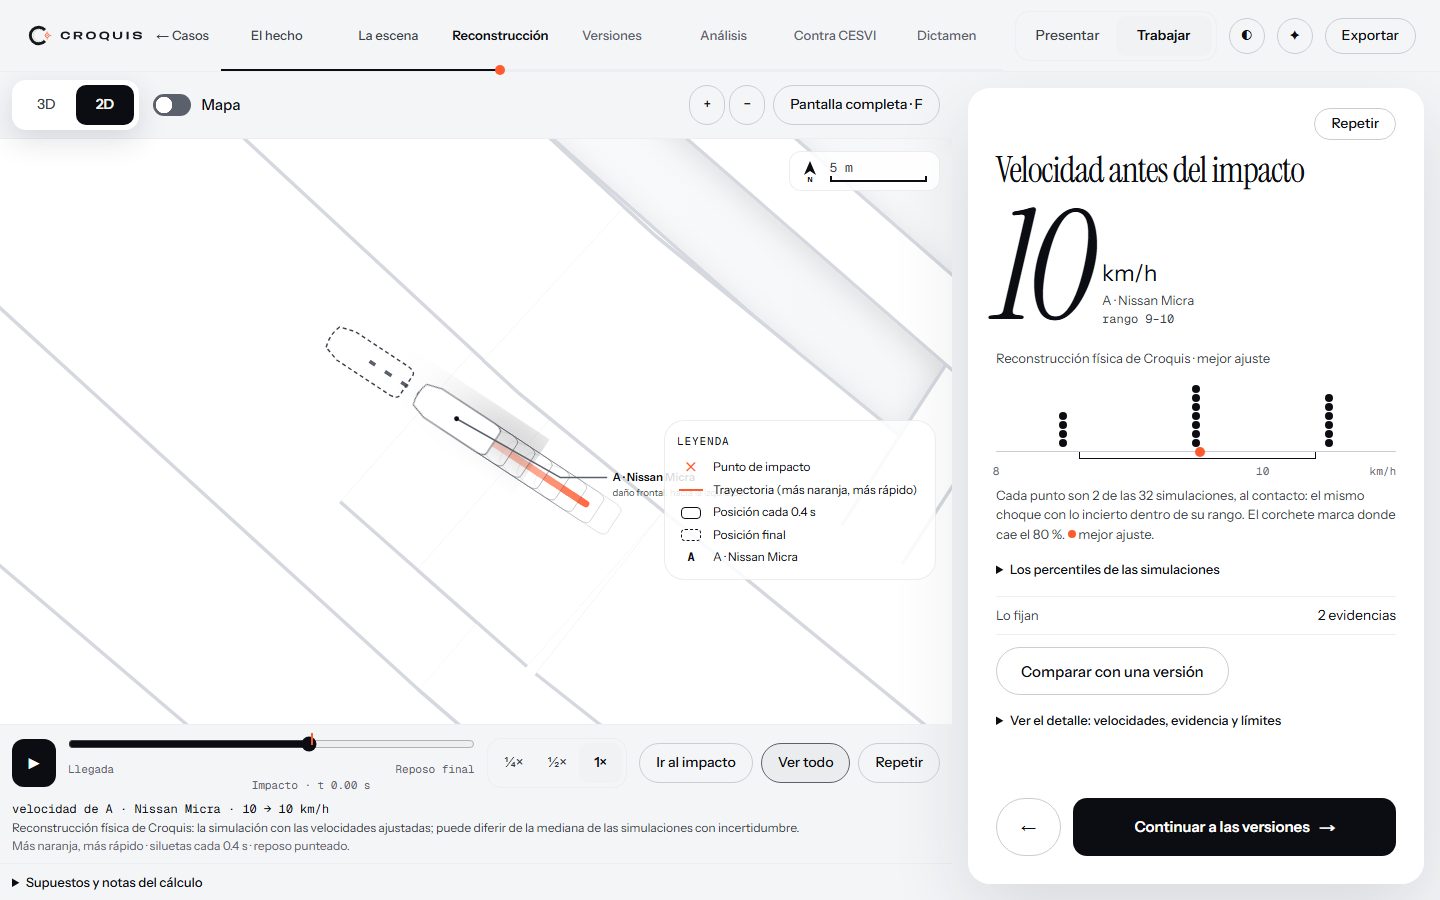 CROQUIS
← Casos
El hecho
La escena
Reconstrucción
Versiones
Análisis
Contra CESVI
Dictamen
Presentar
Trabajar
Exportar
3D
2D
Mapa
+
−
Pantalla completa · F
N
5 m
A · Nissan Micra
daño frontal
LEYENDA
Punto de impacto
Trayectoria (más naranja, más rápido)
Posición cada 0.4 s
Posición final
A A · Nissan Micra
Llegada
Reposo final
Impacto · t 0.00 s
¼×
½×
1×
Ir al impacto
Ver todo
Repetir
velocidad de A · Nissan Micra · 10 → 10 km/h
Reconstrucción física de Croquis: la simulación con las velocidades ajustadas; puede diferir de la mediana de las simulaciones con incertidumbre.
Más naranja, más rápido · siluetas cada 0.4 s · reposo punteado.
Supuestos y notas del cálculo
Repetir
Velocidad antes del impacto
10
km/h
A · Nissan Micra
rango 9–10
Reconstrucción física de Croquis · mejor ajuste
8
10
km/h
Cada punto son 2 de las 32 simulaciones, al contacto: el mismo
choque con lo incierto dentro de su rango. El corchete marca donde
cae el 80 %. mejor ajuste.
Los percentiles de las simulaciones
Lo fijan
2 evidencias
Comparar con una versión
Ver el detalle: velocidades, evidencia y límites
←
Continuar a las versiones →